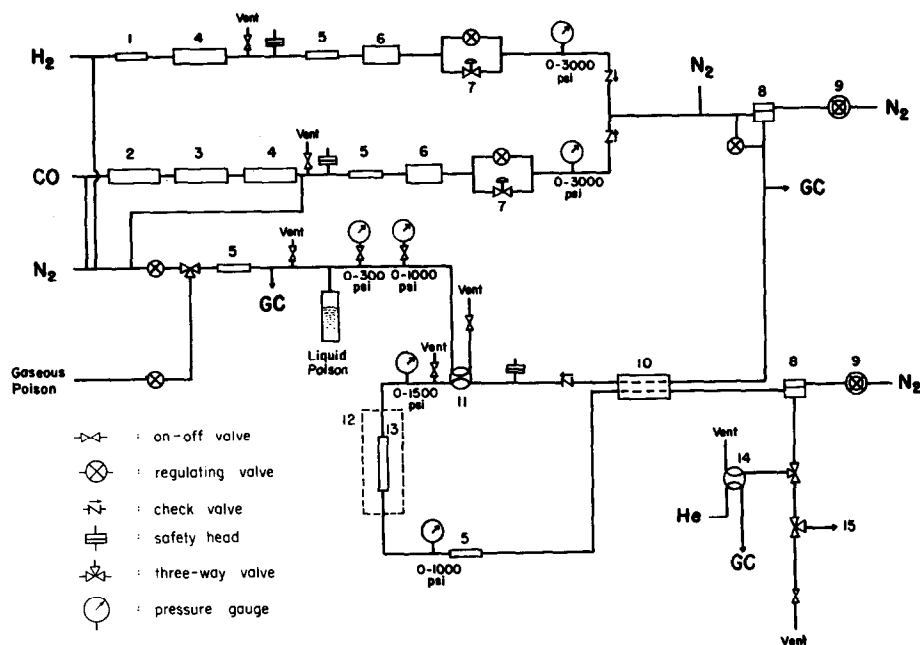 Vent
1
4
5
6
H2
7
0-3000
psi
N2
8
9
N2
Vent
CO
2
3
4
5
6
7
0-3000
psi
GC
Vent
N2
5
GC
0-300
psi
0-1000
psi
Liquid
Poison
Vent
Gaseous
Poison
Vent
0-1500
psi
11
10
8
9
N2
12
13
Vent
14
He
GC
15
5
0-1000
psi
Vent
: on-off valve
: regulating valve
: check valve
: safety head
: three-way valve
: pressure gauge